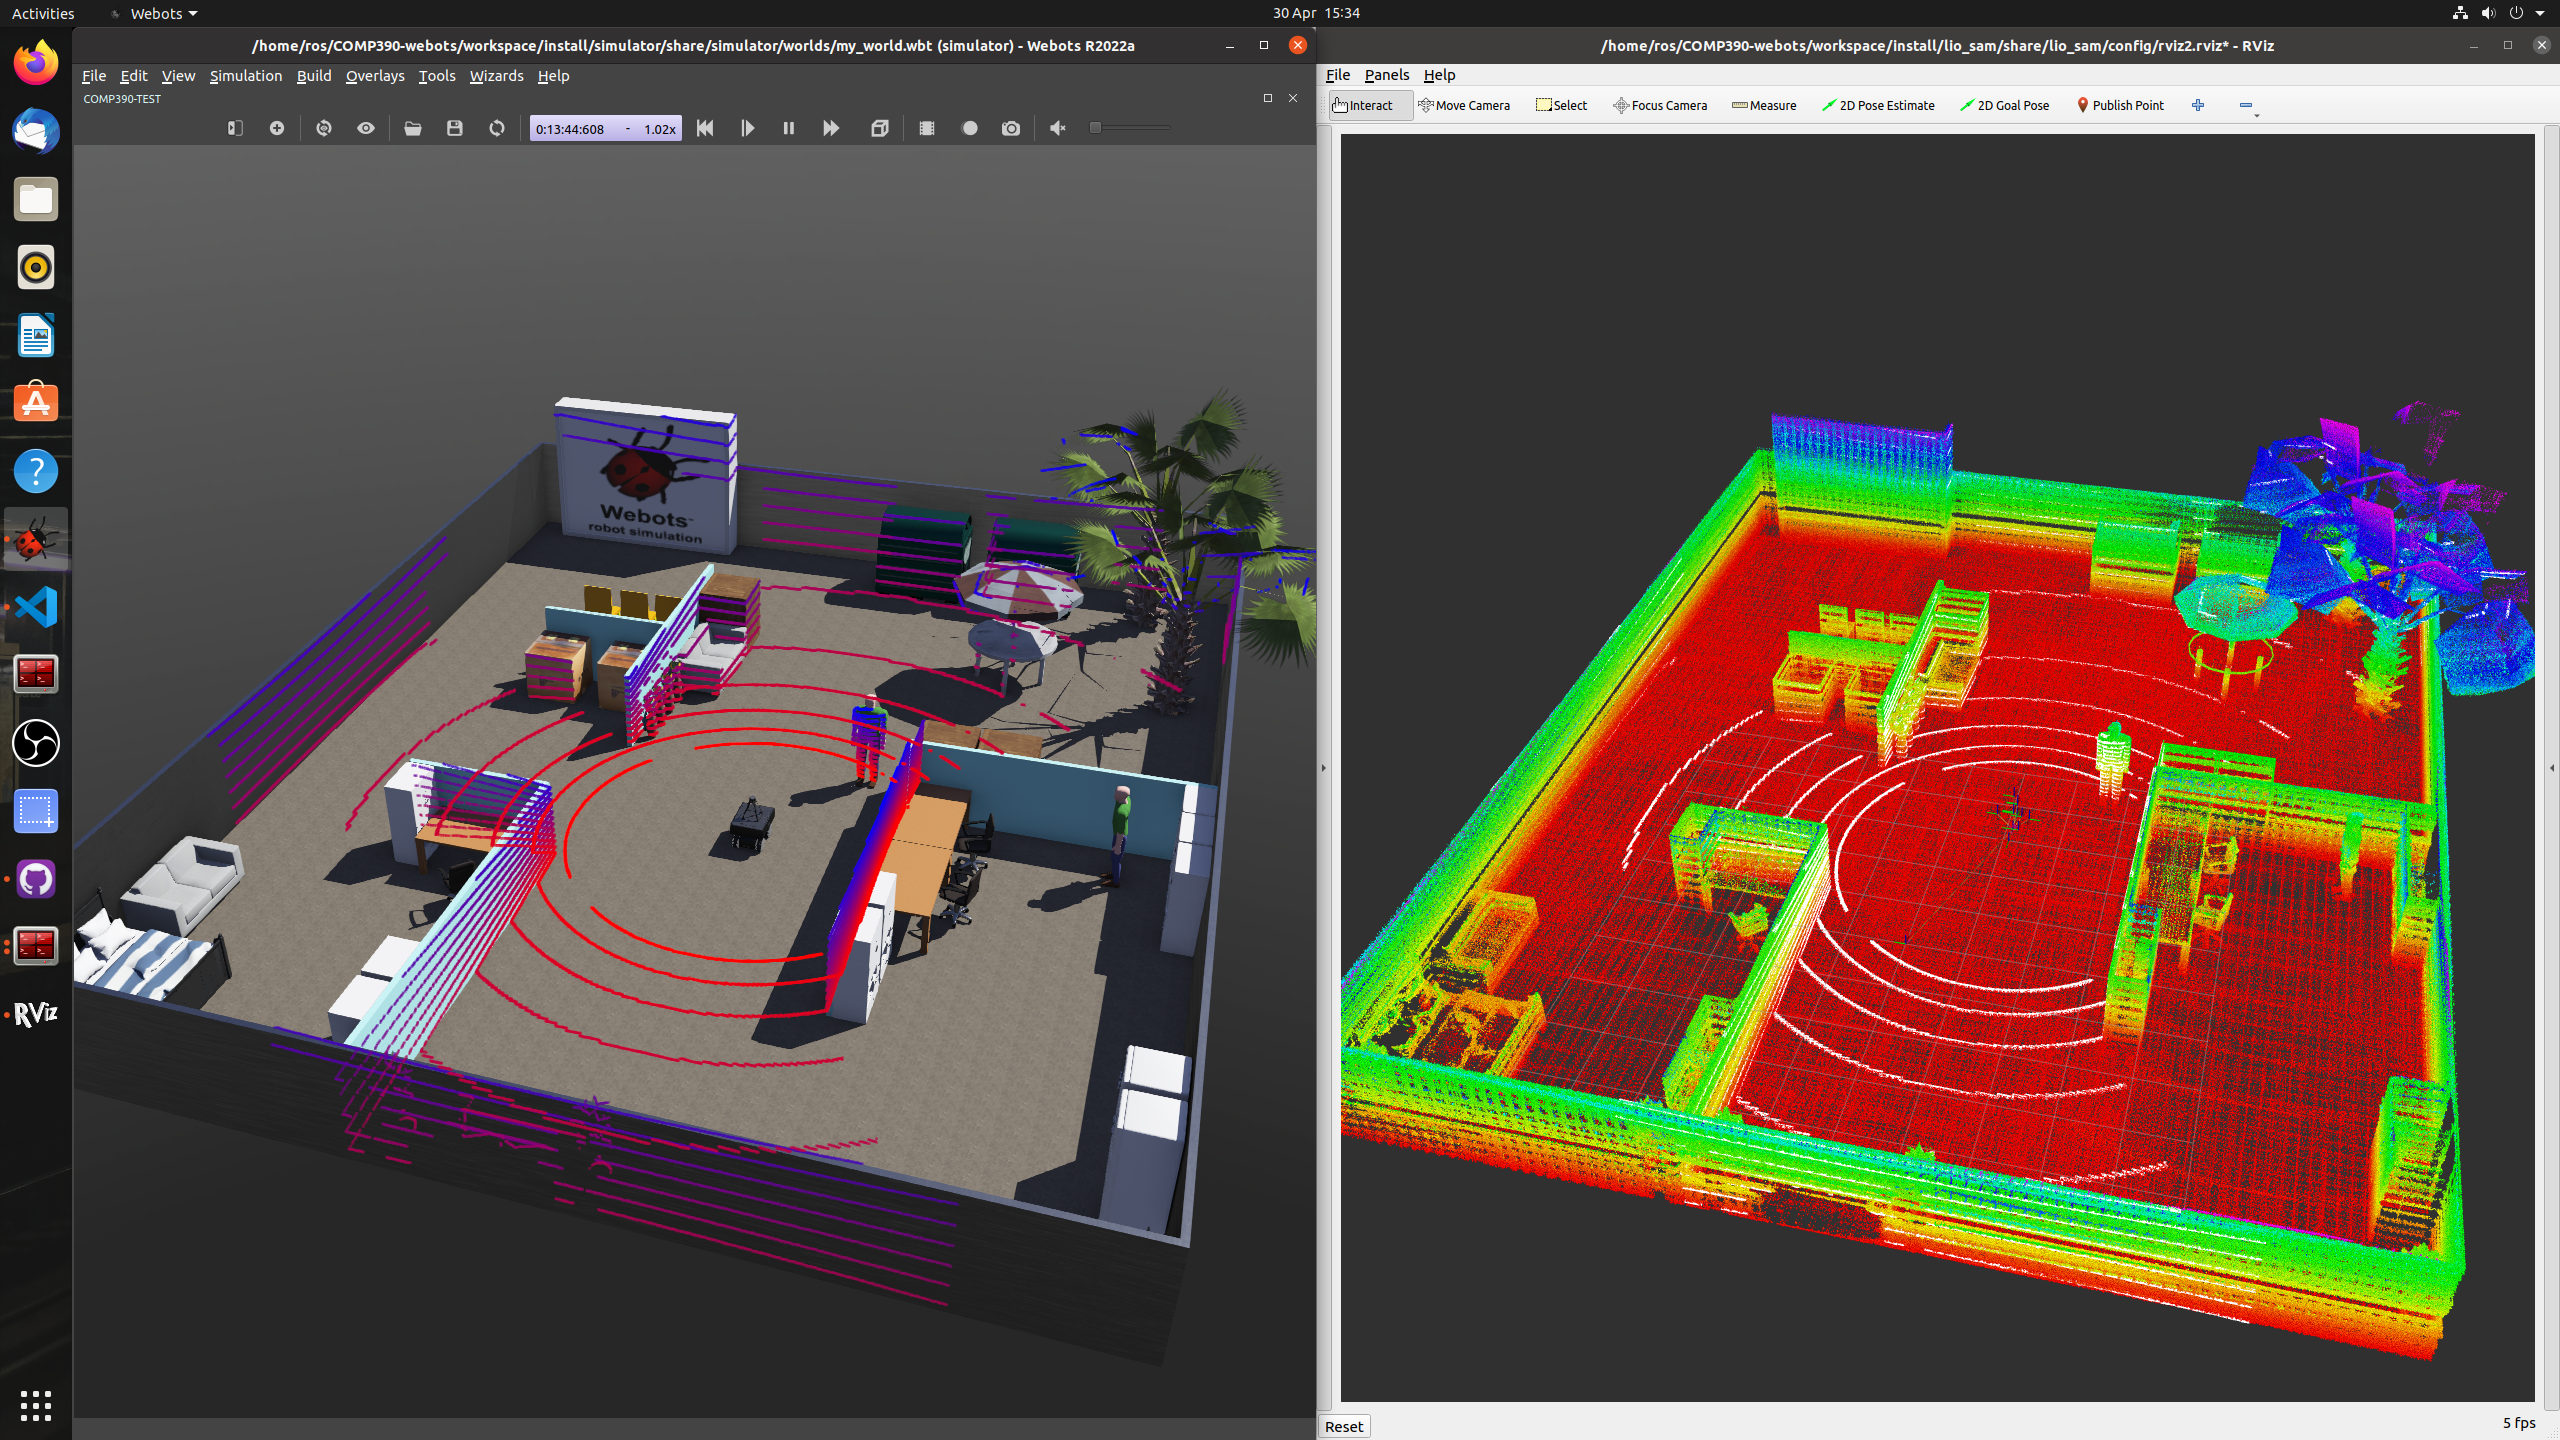 Activities
Webots
30 Apr 15:34
/home/ros/COMP390-webots/workspace/install/simulator/share/simulator/worlds/my_world.wbt (simulator) - Webots R2022a
File Edit View Simulation Build Overlays Tools Wizards Help
COMP390-TEST
0:13:44:608 - 1.02x
Webots™
robot simulation
RViz
/home/ros/COMP390-webots/workspace/install/lio_sam/share/lio_sam/config/rviz2.rviz* - RViz
File Panels Help
Interact Move Camera Select Focus Camera Measure 2D Pose Estimate 2D Goal Pose Publish Point
Reset
5 fps